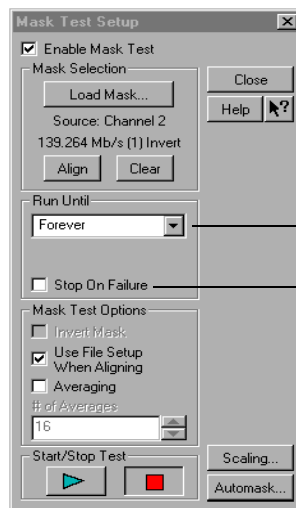 Mask Test Setup
Enable Mask Test
Mask Selection
Load Mask...
Source: Channel 2
139.264 Mb/s (1) Invert
Align
Clear
Close
Help
Run Until
Forever
Stop On Failure
Mask Test Options
Invert Mask
Use File Setup
When Aligning
Averaging
# of Averages
16
Start/Stop Test
Scaling...
Automask...